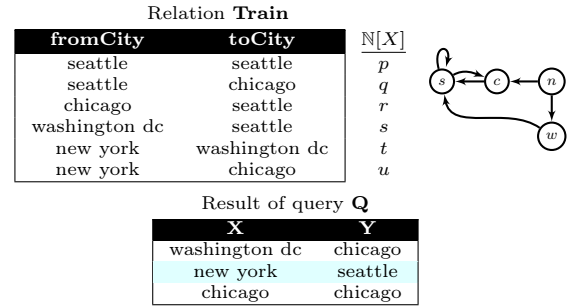 Relation Train
fromCity toCity ℕ[X]
seattle seattle p
seattle chicago q
chicago seattle r
washington dc seattle s
new york washington dc t
new york chicago u
s c n
w
Result of query Q
X Y
washington dc chicago
new york seattle
chicago chicago